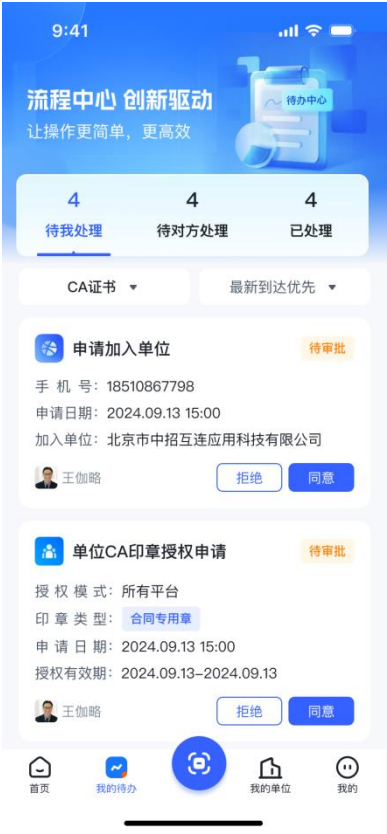 9:41
流程中心 创新驱动
让操作更简单，更高效
待办中心
4 4 4
待我处理 待对方处理 已处理
CA证书 最新到达优先
申请加入单位 待审批
手 机 号：18510867798
申请日期：2024.09.13 15:00
加入单位：北京市中招互连应用科技有限公司
王伽略 拒绝 同意
单位CA印章授权申请 待审批
授 权 模 式：所有平台
印 章 类 型：合同专用章
申 请 日 期：2024.09.13 15:00
授权有效期：2024.09.13–2024.09.13
王伽略 拒绝 同意
首页 我的待办 我的单位 我的